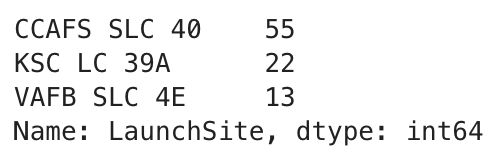 CCAFS SLC 40    55
KSC LC 39A      22
VAFB SLC 4E     13
Name: LaunchSite, dtype: int64